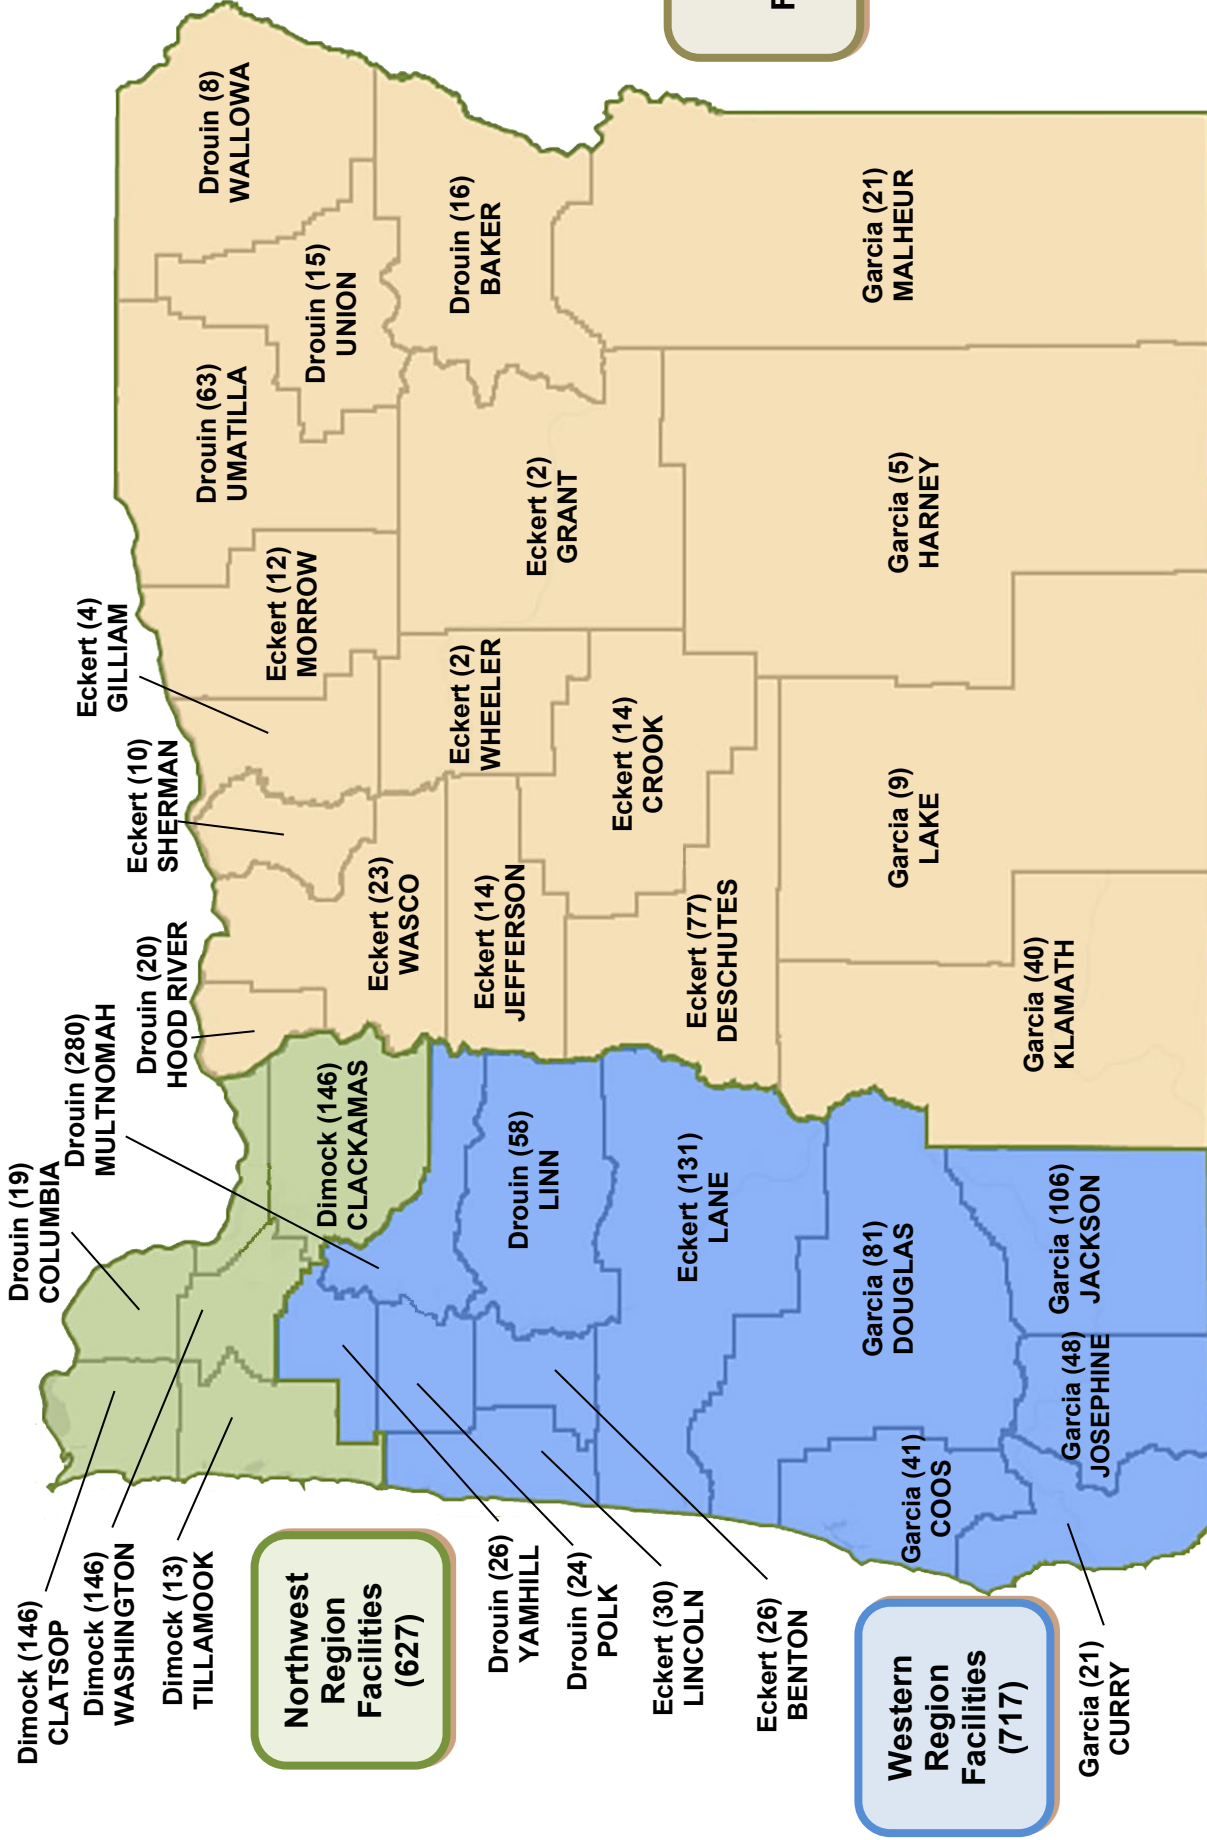 Dimock (146)
CLATSOP
Dimock (146)
WASHINGTON
Dimock (13)
TILLAMOOK
Northwest
Region
Facilities
(627)
Drouin (26)
YAMHILL
Drouin (24)
POLK
Eckert (30)
LINCOLN
Eckert (26)
BENTON
Western
Region
Facilities
(717)
Garcia (21)
CURRY
Drouin (19)
COLUMBIA
Drouin (280)
MULTNOMAH
Drouin (20)
HOOD RIVER
Eckert (10)
SHERMAN
Eckert (4)
GILLIAM
Dimock (146)
CLACKAMAS
Drouin (58)
LINN
Eckert (131)
LANE
Garcia (81)
DOUGLAS
Garcia (41)
COOS
Garcia (48)
JOSEPHINE
Garcia (106)
JACKSON
Eckert (23)
WASCO
Eckert (14)
JEFFERSON
Eckert (77)
DESCHUTES
Garcia (40)
KLAMATH
Eckert (12)
MORROW
Eckert (2)
WHEELER
Eckert (14)
CROOK
Garcia (9)
LAKE
Drouin (63)
UMATILLA
Eckert (2)
GRANT
Garcia (5)
HARNEY
Drouin (15)
UNION
Drouin (8)
WALLOWA
Drouin (16)
BAKER
Garcia (21)
MALHEUR